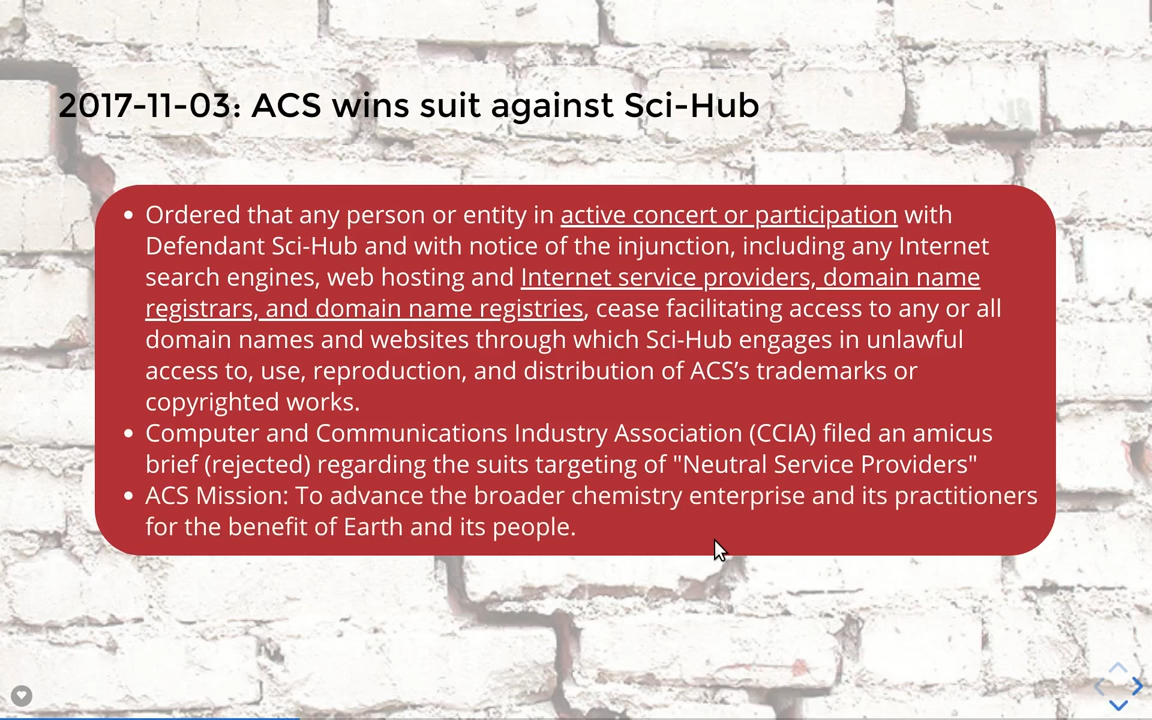 2017-11-03: ACS wins suit against Sci-Hub
• Ordered that any person or entity in active concert or participation with
Defendant Sci-Hub and with notice of the injunction, including any Internet
search engines, web hosting and Internet service providers, domain name
registrars, and domain name registries, cease facilitating access to any or all
domain names and websites through which Sci-Hub engages in unlawful
access to, use, reproduction, and distribution of ACS’s trademarks or
copyrighted works.
• Computer and Communications Industry Association (CCIA) filed an amicus
brief (rejected) regarding the suits targeting of "Neutral Service Providers"
• ACS Mission: To advance the broader chemistry enterprise and its practitioners
for the benefit of Earth and its people.